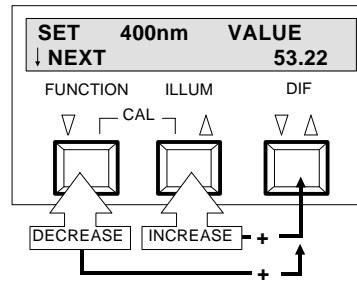 SET 400nm VALUE
↓ NEXT 53.22
FUNCTION ILLUM DIF
CAL
DECREASE INCREASE +
+